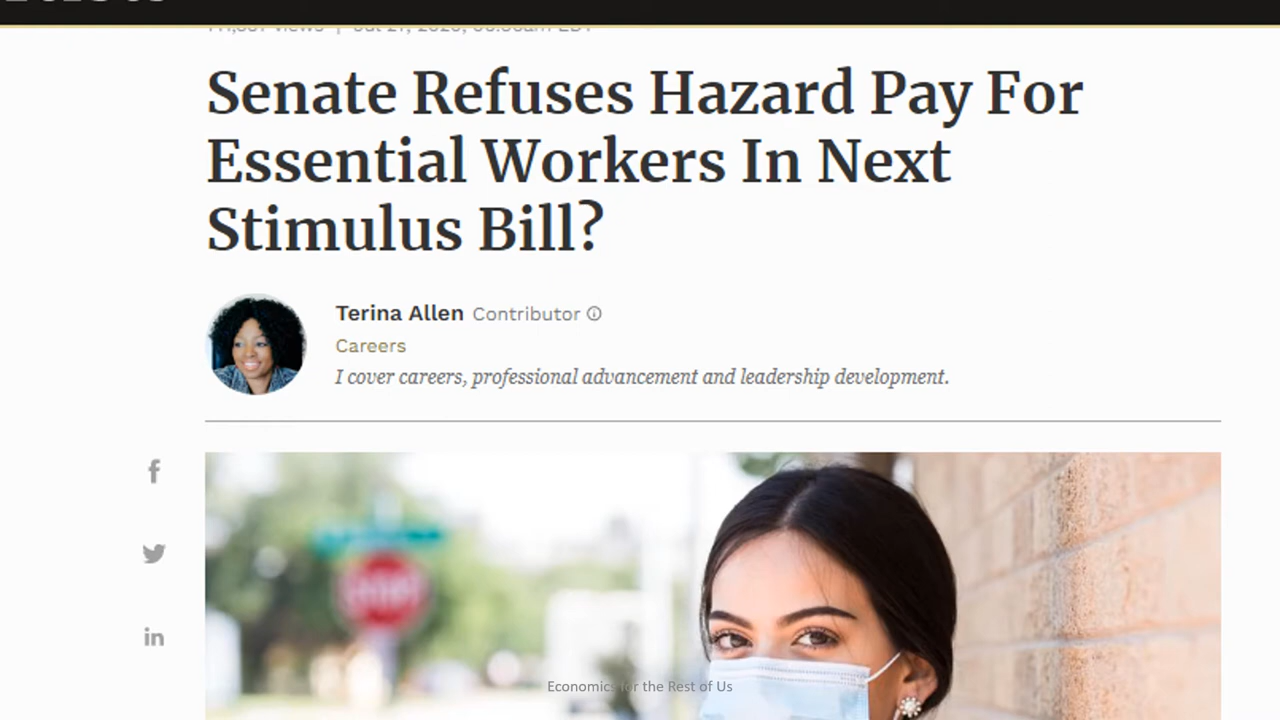 Senate Refuses Hazard Pay For
Essential Workers In Next
Stimulus Bill?
Terina Allen Contributor
Careers
I cover careers, professional advancement and leadership development.
STOP
Economics for the Rest of Us